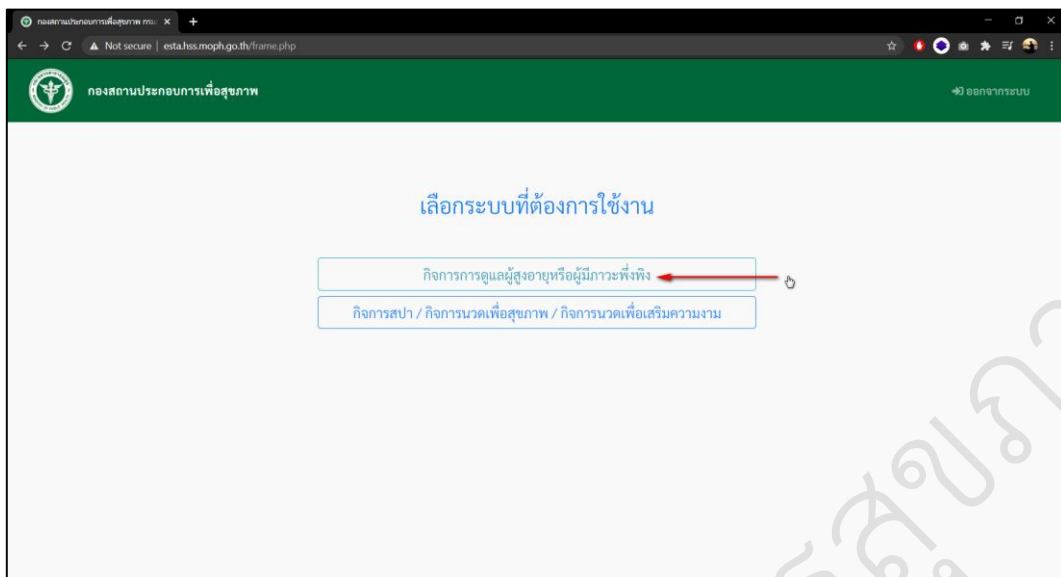 กองสถานประกอบการเพื่อสุขภาพ กรม
Not secure | esta.hss.moph.go.th/frame.php
กองสถานประกอบการเพื่อสุขภาพ
ออกจากระบบ
เลือกระบบที่ต้องการใช้งาน
กิจการการดูแลผู้สูงอายุหรือผู้มีภาวะพึ่งพิง
กิจการสปา / กิจการนวดเพื่อสุขภาพ / กิจการนวดเพื่อเสริมความงาม